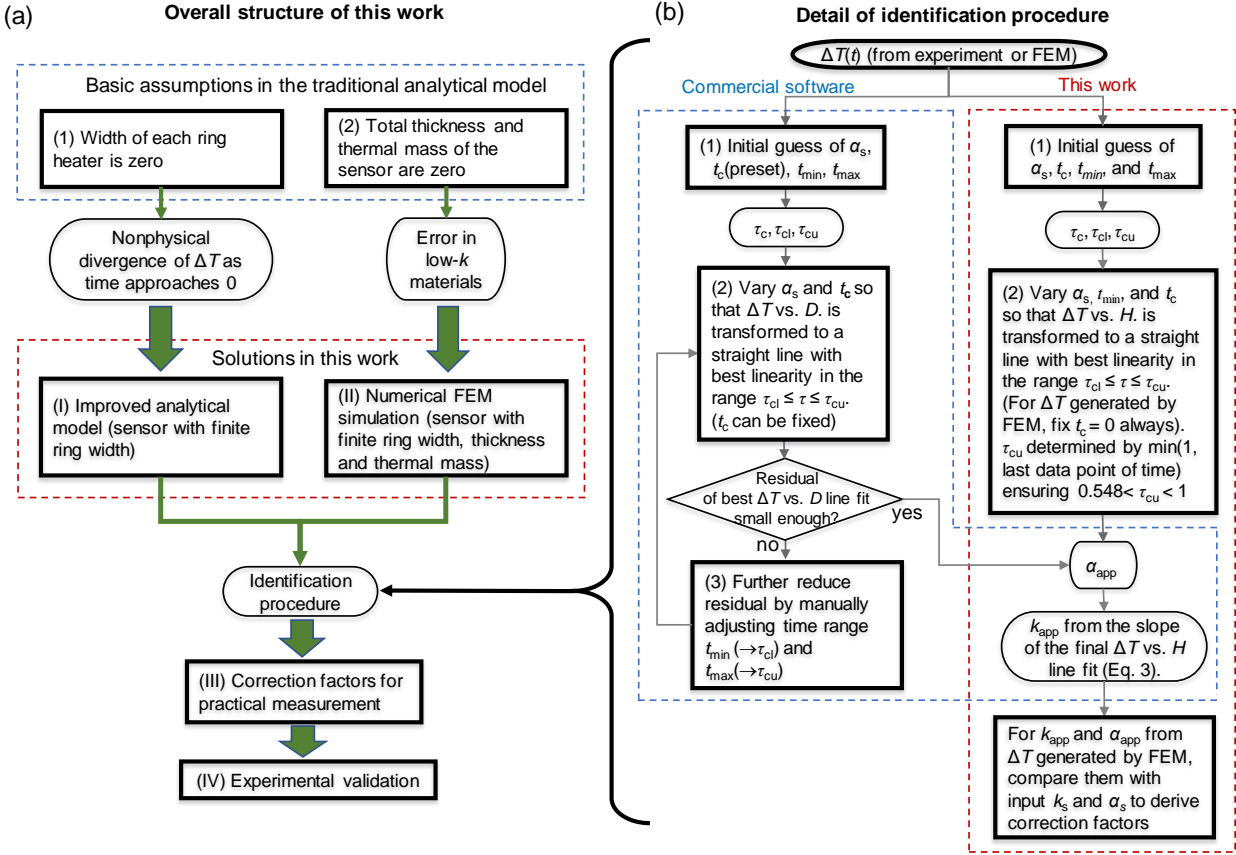 (a)
Overall structure of this work
Basic assumptions in the traditional analytical model
(1) Width of each ring
heater is zero
(2) Total thickness and
thermal mass of the
sensor are zero
Nonphysical
divergence of ΔT as
time approaches 0
Error in
low-k
materials
Solutions in this work
(I) Improved analytical
model (sensor with finite
ring width)
(II) Numerical FEM
simulation (sensor with
finite ring width, thickness
and thermal mass)
Identification
procedure
(III) Correction factors for
practical measurement
(IV) Experimental validation
(b)
Detail of identification procedure
ΔT(t) (from experiment or FEM)
Commercial software
This work
(1) Initial guess of αs,
tc(preset), tmin, tmax
τc, τcl, τcu
(2) Vary αs and tc so
that ΔT vs. D. is
transformed to a
straight line with
best linearity in the
range τcl ≤ τ ≤ τcu.
(tc can be fixed)
Residual
of best ΔT vs. D line fit
small enough?
yes
no
(3) Further reduce
residual by manually
adjusting time range
tmin (→τcl) and
tmax(→τcu)
(1) Initial guess of
αs, tc, tmin, and tmax
τc, τcl, τcu
(2) Vary αs, tmin, and tc
so that ΔT vs. H. is
transformed to a straight
line with best linearity in
the range τcl ≤ τ ≤ τcu.
(For ΔT generated by
FEM, fix tc = 0 always).
τcu determined by min(1,
last data point of time)
ensuring 0.548< τcu < 1
αapp
kapp from the slope
of the final ΔT vs. H
line fit (Eq. 3).
For kapp and αapp from
ΔT generated by FEM,
compare them with
input ks and αs to derive
correction factors